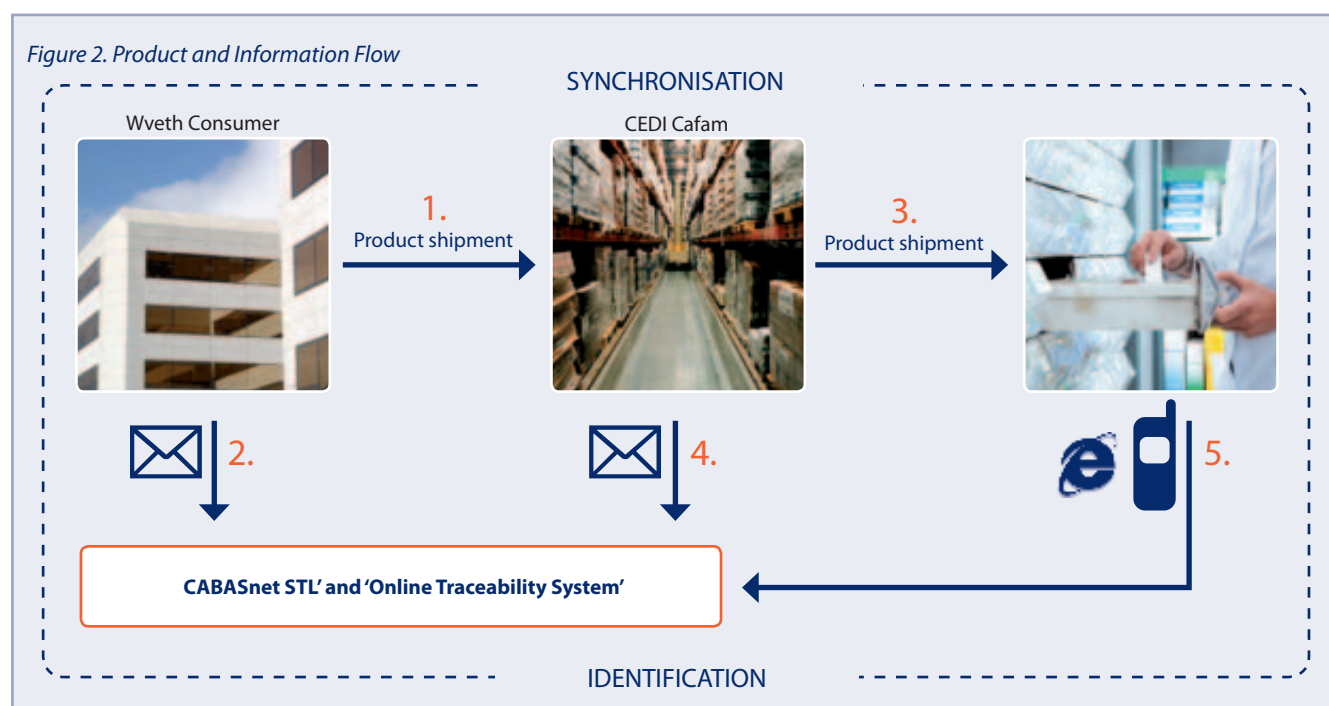 Figure 2. Product and Information Flow
SYNCHRONISATION
Wveth Consumer
CEDI Cafam
1.
Product shipment
3.
Product shipment
2.
4.
5.
CABASnet STL’ and ‘Online Traceability System’
IDENTIFICATION